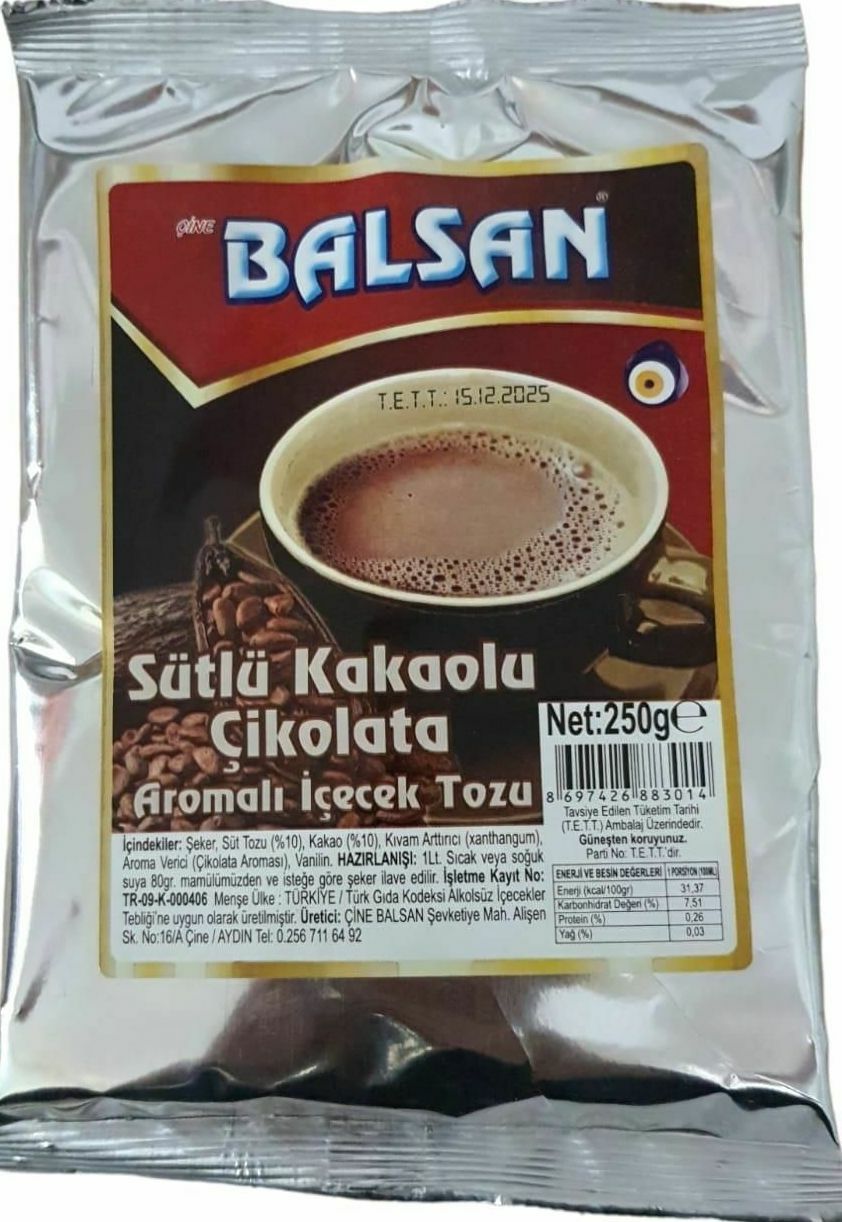 ÇİNE BALSAN®
T.E.T.T.: 15.12.2025
Sütlü Kakaolu
Çikolata
Aromalı İçecek Tozu
Net:250g℮
8 697426 883014
Tavsiye Edilen Tüketim Tarihi
(T.E.T.T.) Ambalaj Üzerindedir.
Güneşten koruyunuz.
Parti No: T.E.T.T.'dir.
İçindekiler: Şeker, Süt Tozu (%10), Kakao (%10), Kıvam Arttırıcı (xanthangum),
Aroma Verici (Çikolata Aroması), Vanilin. HAZIRLANIŞI: 1Lt. Sıcak veya soğuk
suya 80gr. mamülümüzden ve isteğe göre şeker ilave edilir. İşletme Kayıt No:
TR-09-K-000406 Menşe Ülke : TÜRKİYE / Türk Gıda Kodeksi Alkolsüz İçecekler
Tebliği'ne uygun olarak üretilmiştir. Üretici: ÇİNE BALSAN Şevketiye Mah. Alişen
Sk. No:16/A Çine / AYDIN Tel: 0.256 711 64 92
ENERJİ VE BESİN DEĞERLERİ 1 PORSİYON (100ML)
Enerji (kcal/100gr) 31,37
Karbonhidrat Değeri (%) 7,51
Protein (%) 0,26
Yağ (%) 0,03